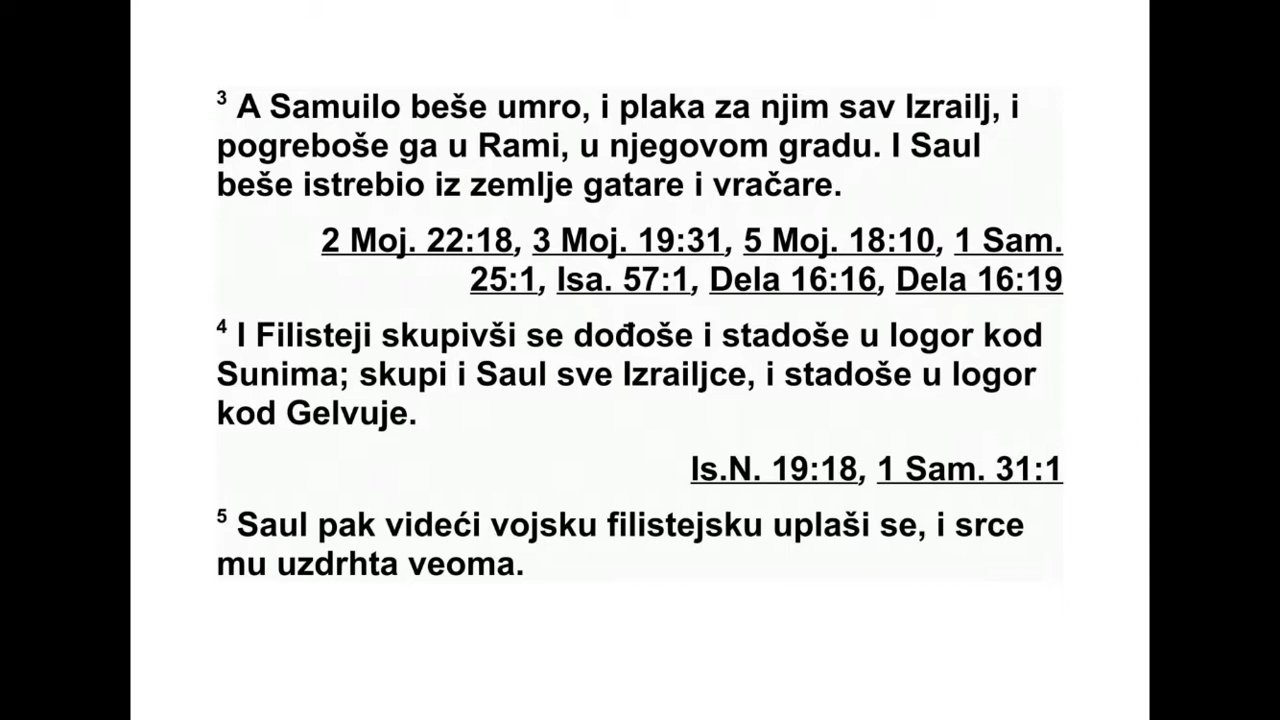 3 A Samuilo beše umro, i plaka za njim sav Izrailj, i
pogreboše ga u Rami, u njegovom gradu. I Saul
beše istrebio iz zemlje gatare i vračare.
2 Moj. 22:18, 3 Moj. 19:31, 5 Moj. 18:10, 1 Sam.
25:1, Isa. 57:1, Dela 16:16, Dela 16:19
4 I Filisteji skupivši se dođoše i stadoše u logor kod
Sunima; skupi i Saul sve Izrailjce, i stadoše u logor
kod Gelvuje.
Is.N. 19:18, 1 Sam. 31:1
5 Saul pak videći vojsku filistejsku uplaši se, i srce
mu uzdrhta veoma.